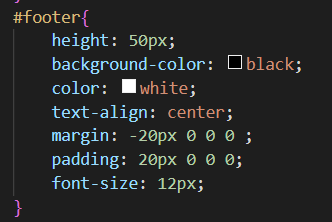 }
#footer{
height: 50px;
background-color: black;
color: white;
text-align: center;
margin: -20px 0 0 0 ;
padding: 20px 0 0 0;
font-size: 12px;
}